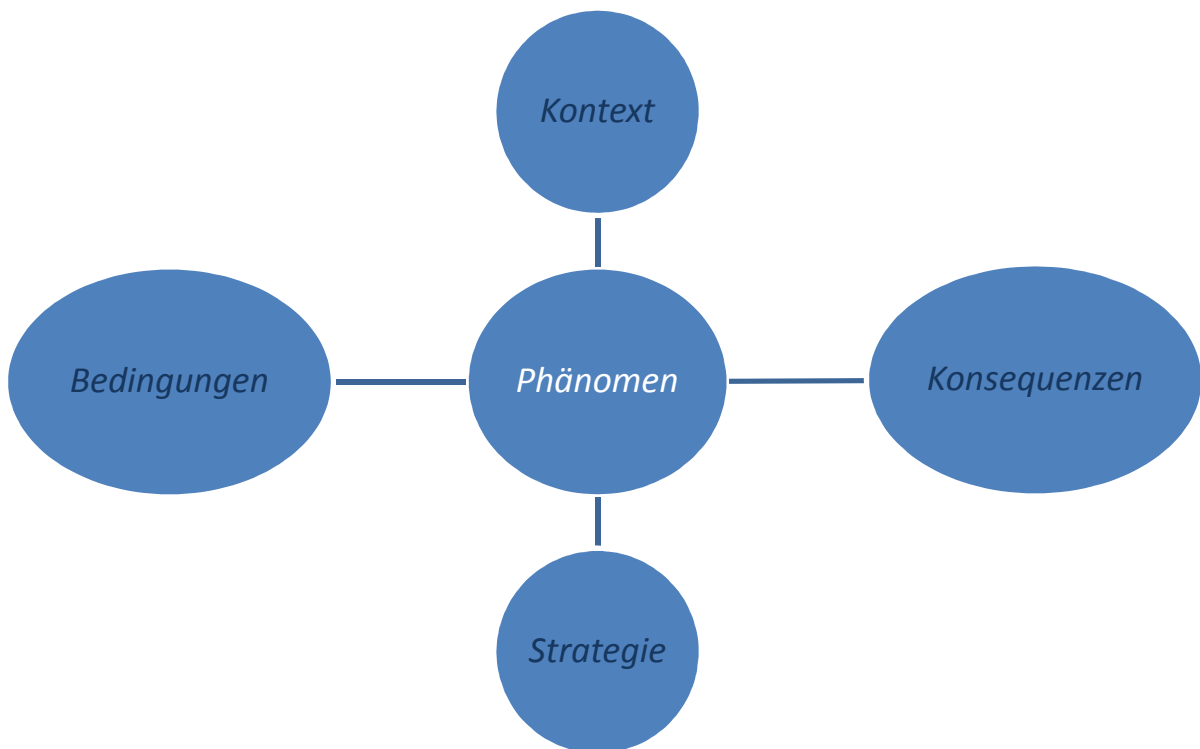 Kontext
Bedingungen
Phänomen
Konsequenzen
Strategie